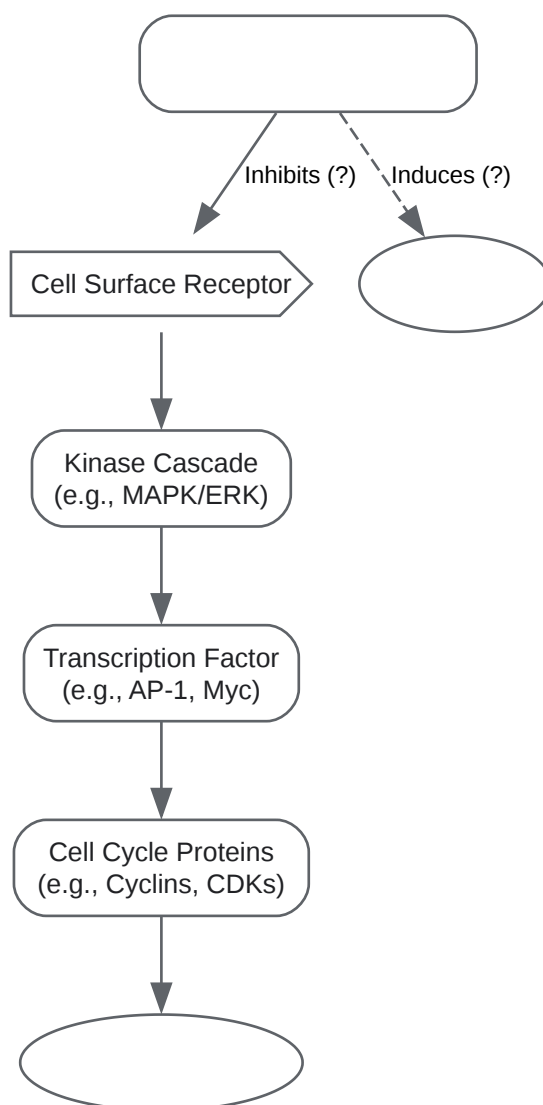 Inhibits (?)
Induces (?)
Cell Surface Receptor
Kinase Cascade
(e.g., MAPK/ERK)
Transcription Factor
(e.g., AP-1, Myc)
Cell Cycle Proteins
(e.g., Cyclins, CDKs)